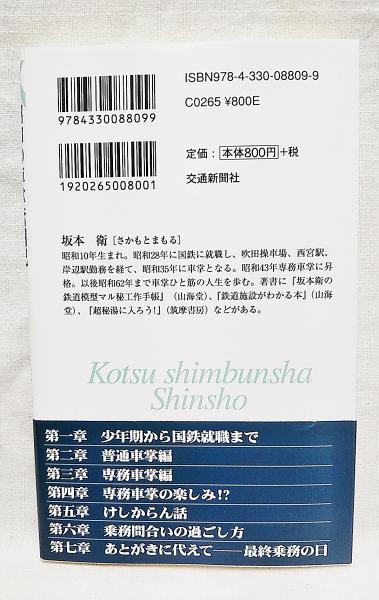 ISBN978-4-330-08809-9
C0265 ¥800E
9784330088099
定価：本体800円+税
1920265008001
交通新聞社
坂本 衛［さかもとまもる］
昭和10年生まれ。昭和28年に国鉄に就職し、吹田操車場、西宮駅、
岸辺駅勤務を経て、昭和35年に車掌となる。昭和43年専務車掌に昇
格。以後昭和62年まで車掌ひと筋の人生を歩む。著書に『坂本衛の
鉄道模型マル秘工作手帳』（山海堂）、『鉄道施設がわかる本』（山海
堂）、『超秘湯に入ろう！』（筑摩書房）などがある。
Kotsu shimbunsha
Shinsho
第一章 少年期から国鉄就職まで
第二章 普通車掌編
第三章 専務車掌編
第四章 専務車掌の楽しみ!?
第五章 けしからん話
第六章 乗務間合いの過ごし方
第七章 あとがきに代えて――最終乗務の日